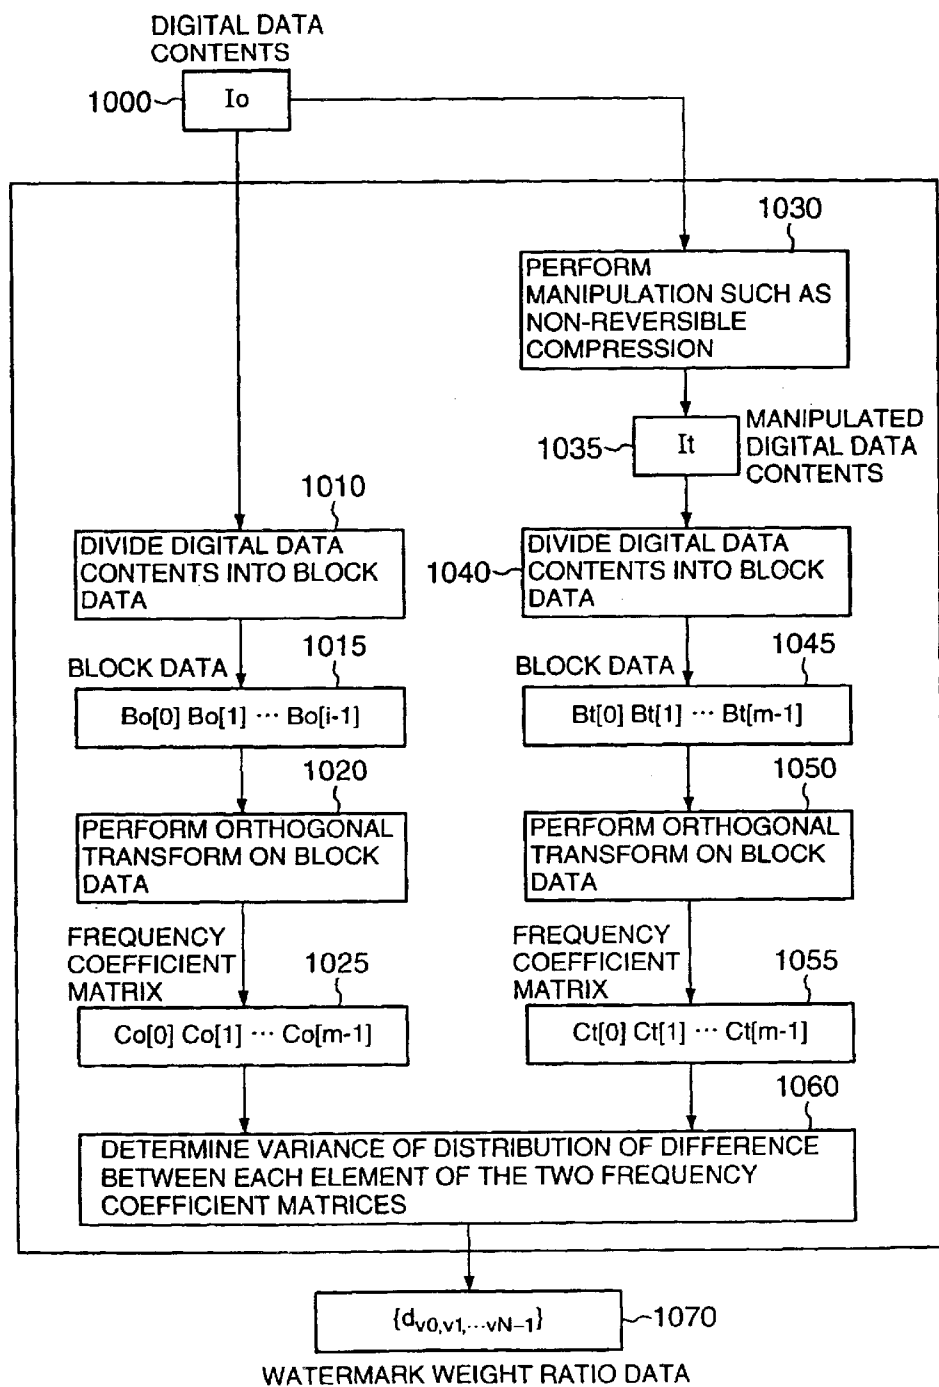 DIGITAL DATA
CONTENTS
1000
Io
1030
PERFORM
MANIPULATION SUCH AS
NON-REVERSIBLE
COMPRESSION
1035
It
MANIPULATED
DIGITAL DATA
CONTENTS
1010
DIVIDE DIGITAL DATA
CONTENTS INTO BLOCK
DATA
1040
DIVIDE DIGITAL DATA
CONTENTS INTO BLOCK
DATA
BLOCK DATA
1015
Bo[0] Bo[1] ··· Bo[i-1]
BLOCK DATA
1045
Bt[0] Bt[1] ··· Bt[m-1]
1020
PERFORM ORTHOGONAL
TRANSFORM ON BLOCK
DATA
1050
PERFORM ORTHOGONAL
TRANSFORM ON BLOCK
DATA
FREQUENCY
COEFFICIENT
MATRIX
1025
Co[0] Co[1] ··· Co[m-1]
FREQUENCY
COEFFICIENT
MATRIX
1055
Ct[0] Ct[1] ··· Ct[m-1]
1060
DETERMINE VARIANCE OF DISTRIBUTION OF DIFFERENCE
BETWEEN EACH ELEMENT OF THE TWO FREQUENCY
COEFFICIENT MATRICES
{dv0,v1,···vN-1}
1070
WATERMARK WEIGHT RATIO DATA